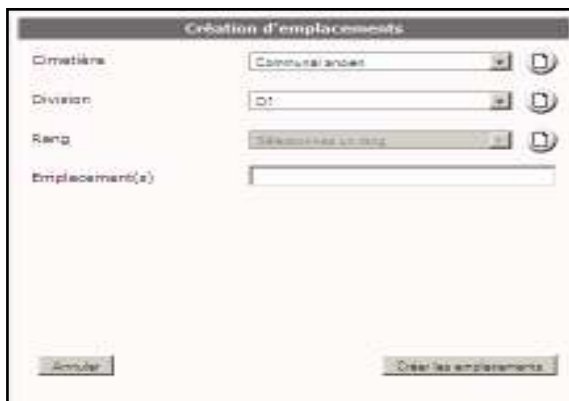 Création d'emplacements
Cimetière Communal ancien
Division D1
Rang Sélectionnez un rang
Emplacement(s)
Annuler Créer les emplacements